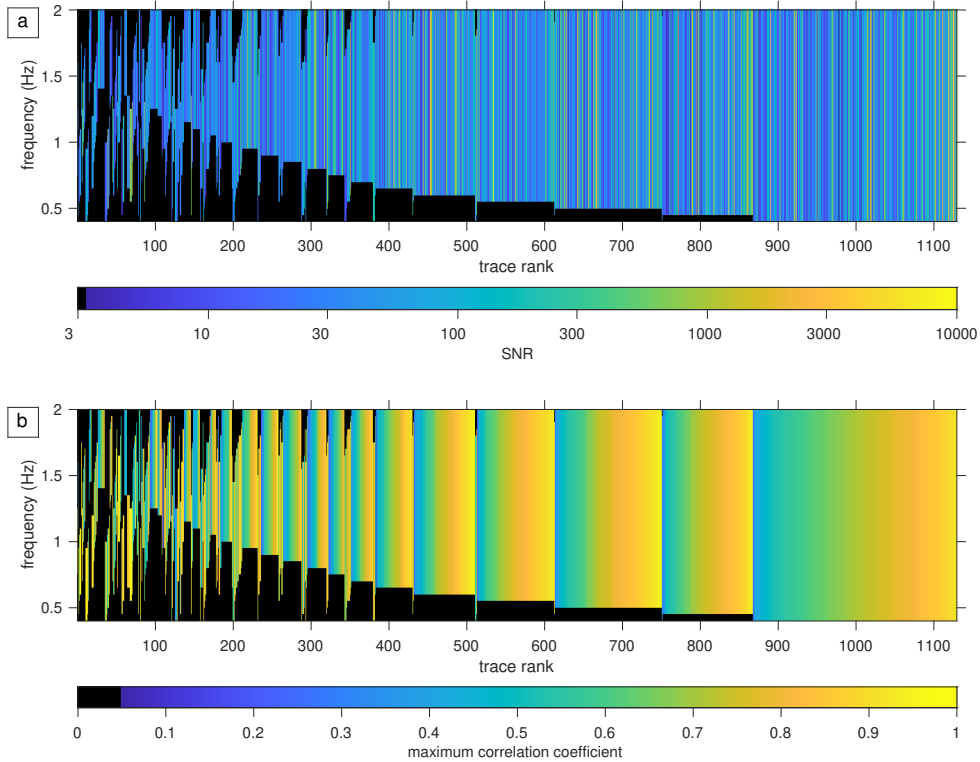 a
2
1.5
1
0.5
frequency (Hz)
100 200 300 400 500 600 700 800 900 1000 1100
trace rank
3 10 30 100 300 1000 3000 10000
SNR
b
2
1.5
1
0.5
frequency (Hz)
100 200 300 400 500 600 700 800 900 1000 1100
trace rank
0 0.1 0.2 0.3 0.4 0.5 0.6 0.7 0.8 0.9 1
maximum correlation coefficient